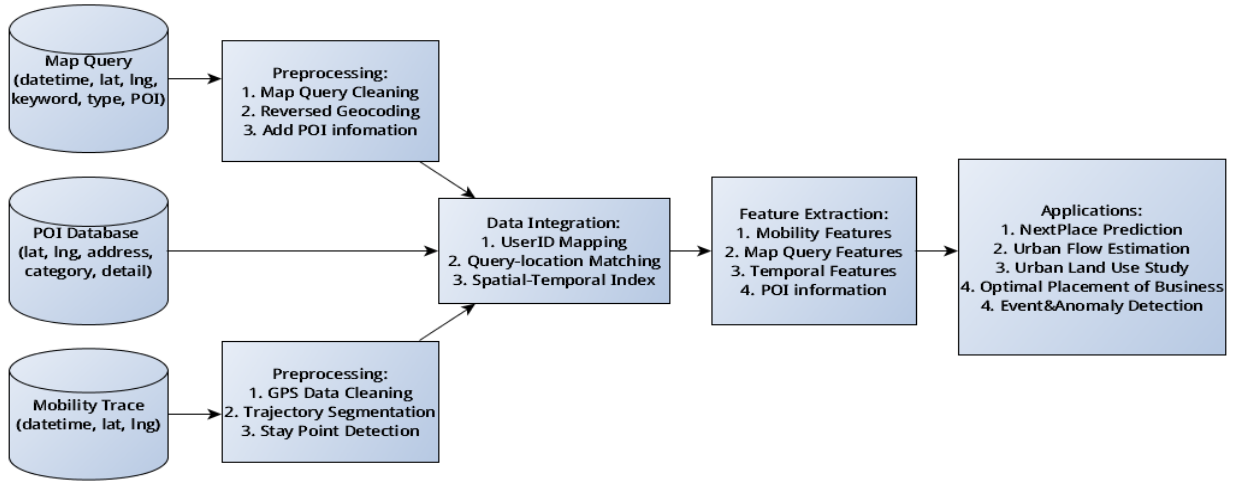 Map Query
(datetime, lat, lng,
keyword, type, POI)
Preprocessing:
1. Map Query Cleaning
2. Reversed Geocoding
3. Add POI infomation
POI Database
(lat, lng, address,
category, detail)
Mobility Trace
(datetime, lat, lng)
Preprocessing:
1. GPS Data Cleaning
2. Trajectory Segmentation
3. Stay Point Detection
Data Integration:
1. UserID Mapping
2. Query-location Matching
3. Spatial-Temporal Index
Feature Extraction:
1. Mobility Features
2. Map Query Features
3. Temporal Features
4. POI information
Applications:
1. NextPlace Prediction
2. Urban Flow Estimation
3. Urban Land Use Study
4. Optimal Placement of Business
4. Event&Anomaly Detection